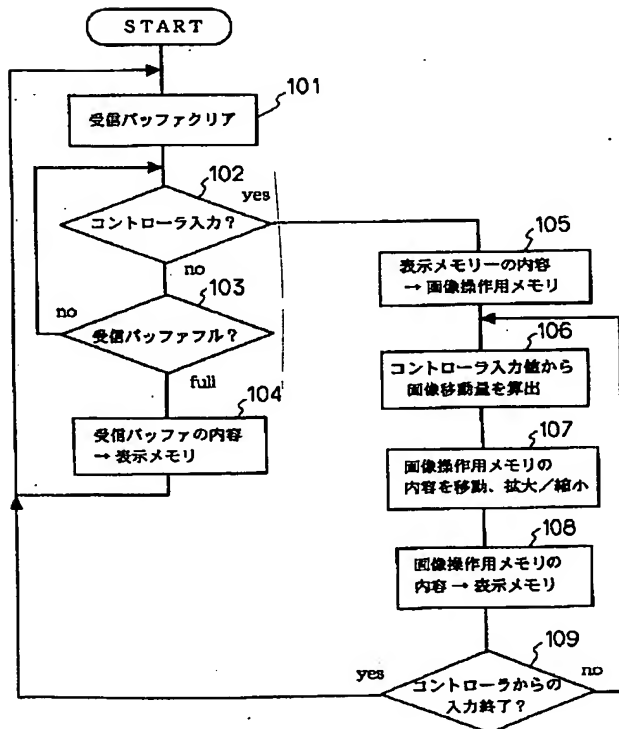 START
101
受信バッファクリア
102
yes
コントローラ入力？
no
103
no
受信バッファフル？
full
104
受信バッファの内容
→ 表示メモリ
105
表示メモリーの内容
→ 画像操作用メモリ
106
コントローラ入力値から
画像移動量を算出
107
画像操作用メモリの
内容を移動、拡大／縮小
108
画像操作用メモリの
内容 → 表示メモリ
109
yes
no
コントローラからの
入力終了？